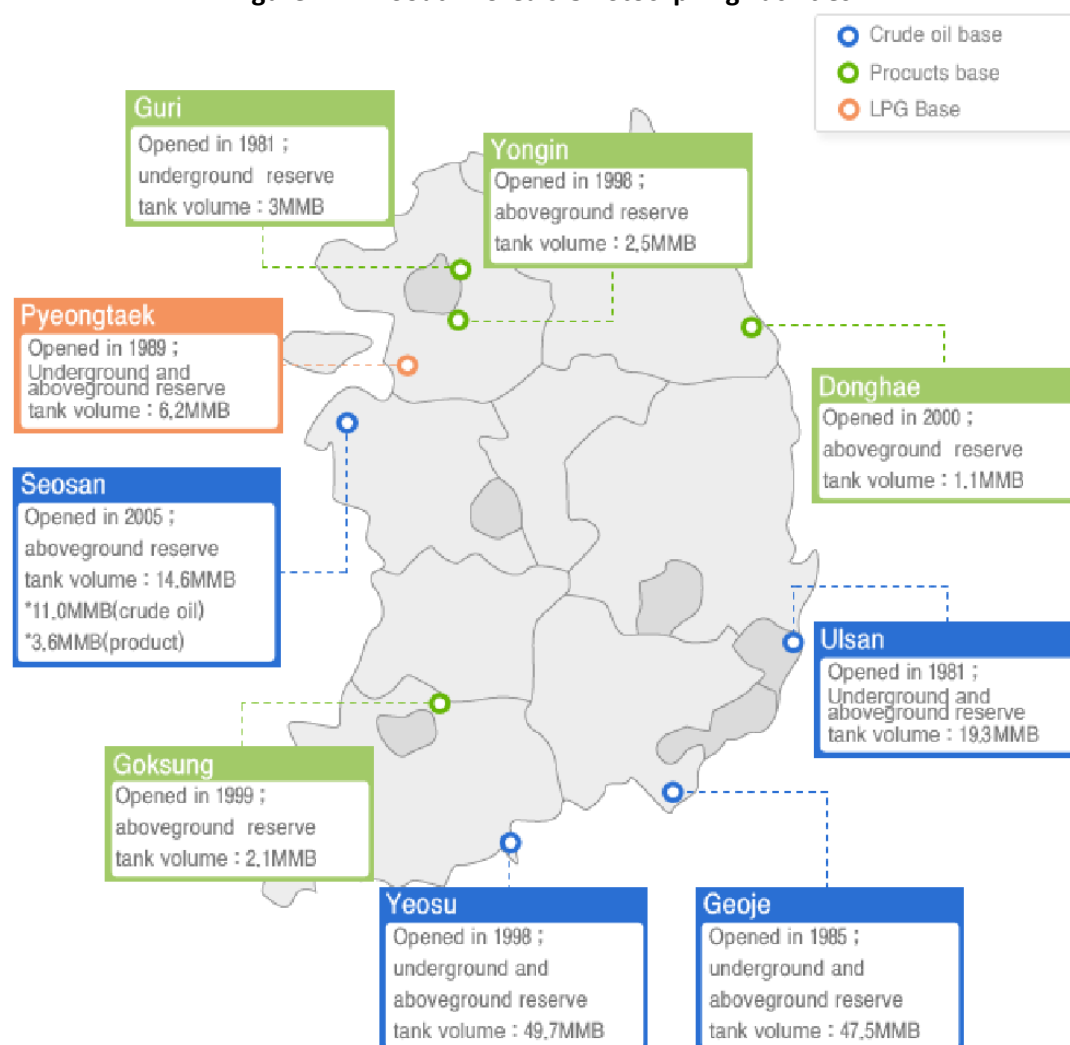 Crude oil base
Procucts base
LPG Base
Guri
Opened in 1981 ;
underground reserve
tank volume : 3MMB
Yongin
Opened in 1998 ;
aboveground reserve
tank volume : 2.5MMB
Pyeongtaek
Opened in 1989 ;
Underground and
aboveground reserve
tank volume : 6.2MMB
Donghae
Opened in 2000 ;
aboveground reserve
tank volume : 1.1MMB
Seosan
Opened in 2005 ;
aboveground reserve
tank volume : 14.6MMB
*11.0MMB(crude oil)
*3.6MMB(product)
Ulsan
Opened in 1981 ;
Underground and
aboveground reserve
tank volume : 19.3MMB
Goksung
Opened in 1999 ;
aboveground reserve
tank volume : 2.1MMB
Yeosu
Opened in 1998 ;
underground and
aboveground reserve
tank volume : 49.7MMB
Geoje
Opened in 1985 ;
underground and
aboveground reserve
tank volume : 47.5MMB